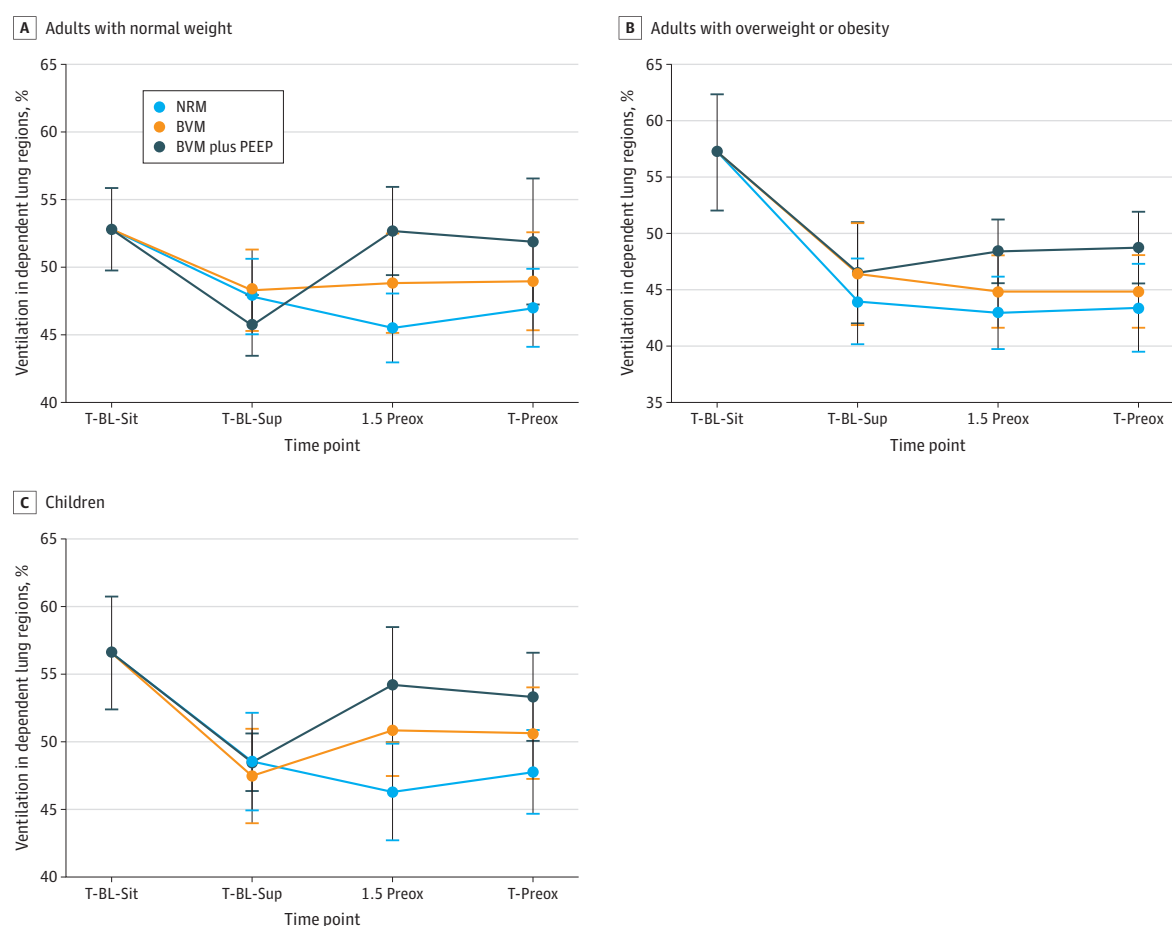 A Adults with normal weight
65
60
55
50
45
40
Ventilation in dependent lung regions, %
NRM
BVM
BVM plus PEEP
T-BL-Sit T-BL-Sup 1.5 Preox T-Preox
Time point
B Adults with overweight or obesity
65
60
55
50
45
40
35
Ventilation in dependent lung regions, %
T-BL-Sit T-BL-Sup 1.5 Preox T-Preox
Time point
C Children
65
60
55
50
45
40
Ventilation in dependent lung regions, %
T-BL-Sit T-BL-Sup 1.5 Preox T-Preox
Time point